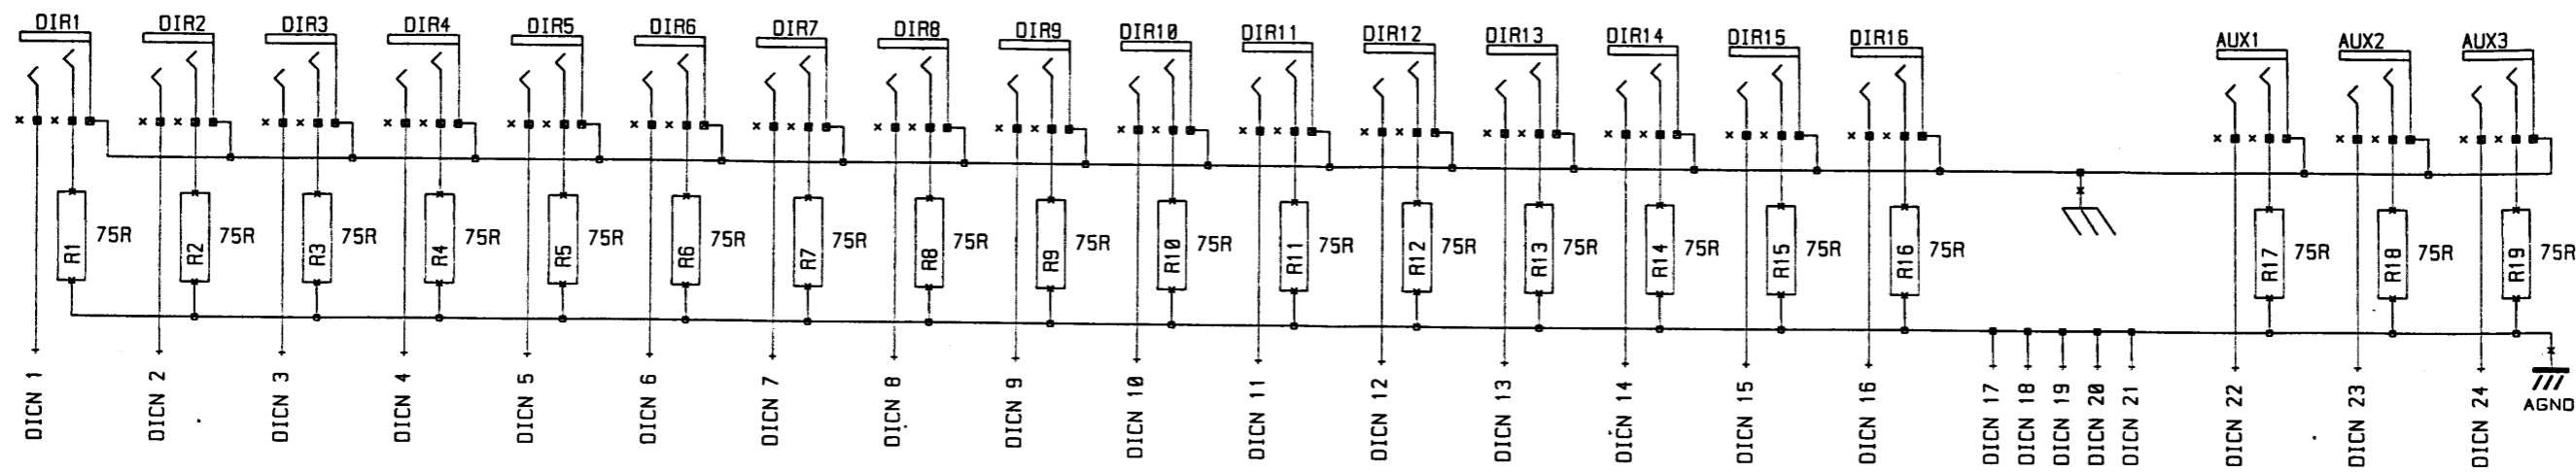 DIR1 DIR2 DIR3 DIR4 DIR5 DIR6 DIR7 DIR8 DIR9 DIR10 DIR11 DIR12 DIR13 DIR14 DIR15 DIR16 AUX1 AUX2 AUX3
R1 75R R2 75R R3 75R R4 75R R5 75R R6 75R R7 75R R8 75R R9 75R R10 75R R11 75R R12 75R R13 75R R14 75R R15 75R R16 75R R17 75R R18 75R R19 75R
DICN 1
DICN 2
DICN 3
DICN 4
DICN 5
DICN 6
DICN 7
DICN 8
DICN 9
DICN 10
DICN 11
DICN 12
DICN 13
DICN 14
DICN 15
DICN 16
DICN 17
DICN 18
DICN 19
DICN 20
DICN 21
DICN 22
DICN 23
DICN 24
AGND